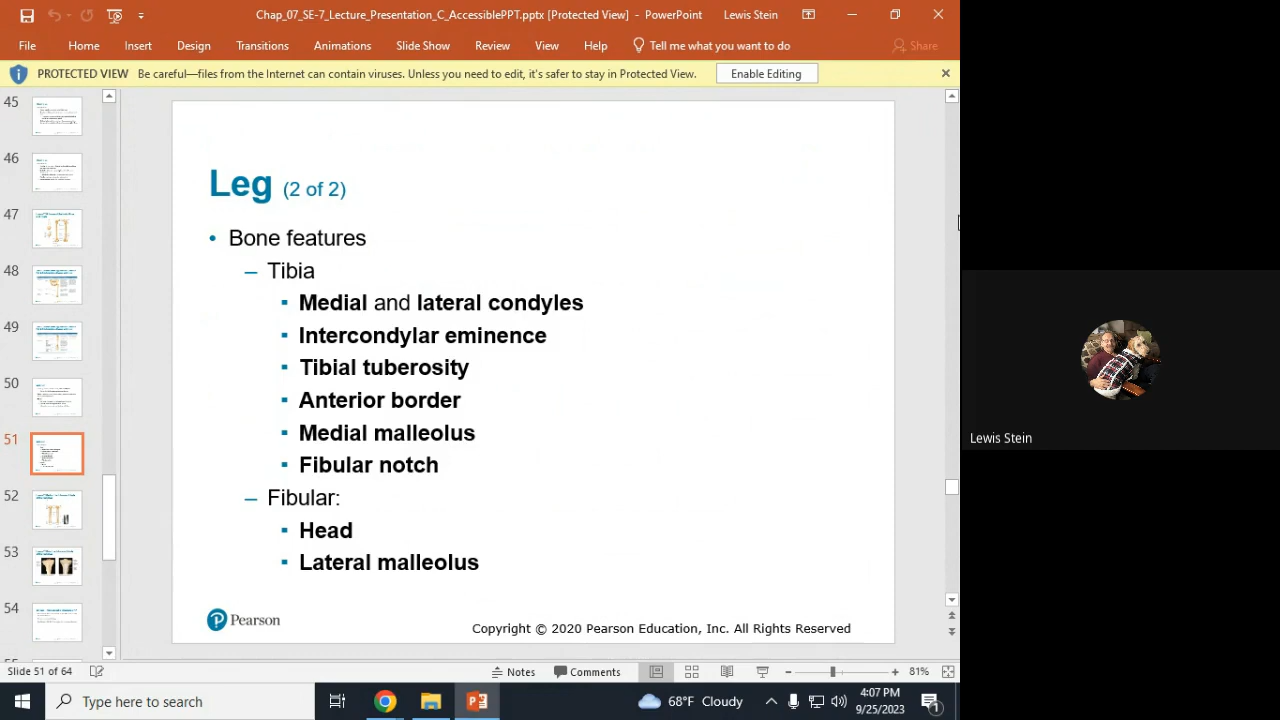 Chap_07_SE-7_Lecture_Presentation_C_AccessiblePPT.pptx [Protected View] - PowerPoint
Lewis Stein
File Home Insert Design Transitions Animations Slide Show Review View Help Tell me what you want to do Share
PROTECTED VIEW Be careful—files from the Internet can contain viruses. Unless you need to edit, it's safer to stay in Protected View. Enable Editing
45
46
47
48
49
50
51
52
53
54
Leg (2 of 2)
• Bone features
– Tibia
▪ Medial and lateral condyles
▪ Intercondylar eminence
▪ Tibial tuberosity
▪ Anterior border
▪ Medial malleolus
▪ Fibular notch
– Fibular:
▪ Head
▪ Lateral malleolus
Pearson
Copyright © 2020 Pearson Education, Inc. All Rights Reserved
Lewis Stein
Slide 51 of 64 Notes Comments 81%
Type here to search
68°F Cloudy
4:07 PM
9/25/2023
1